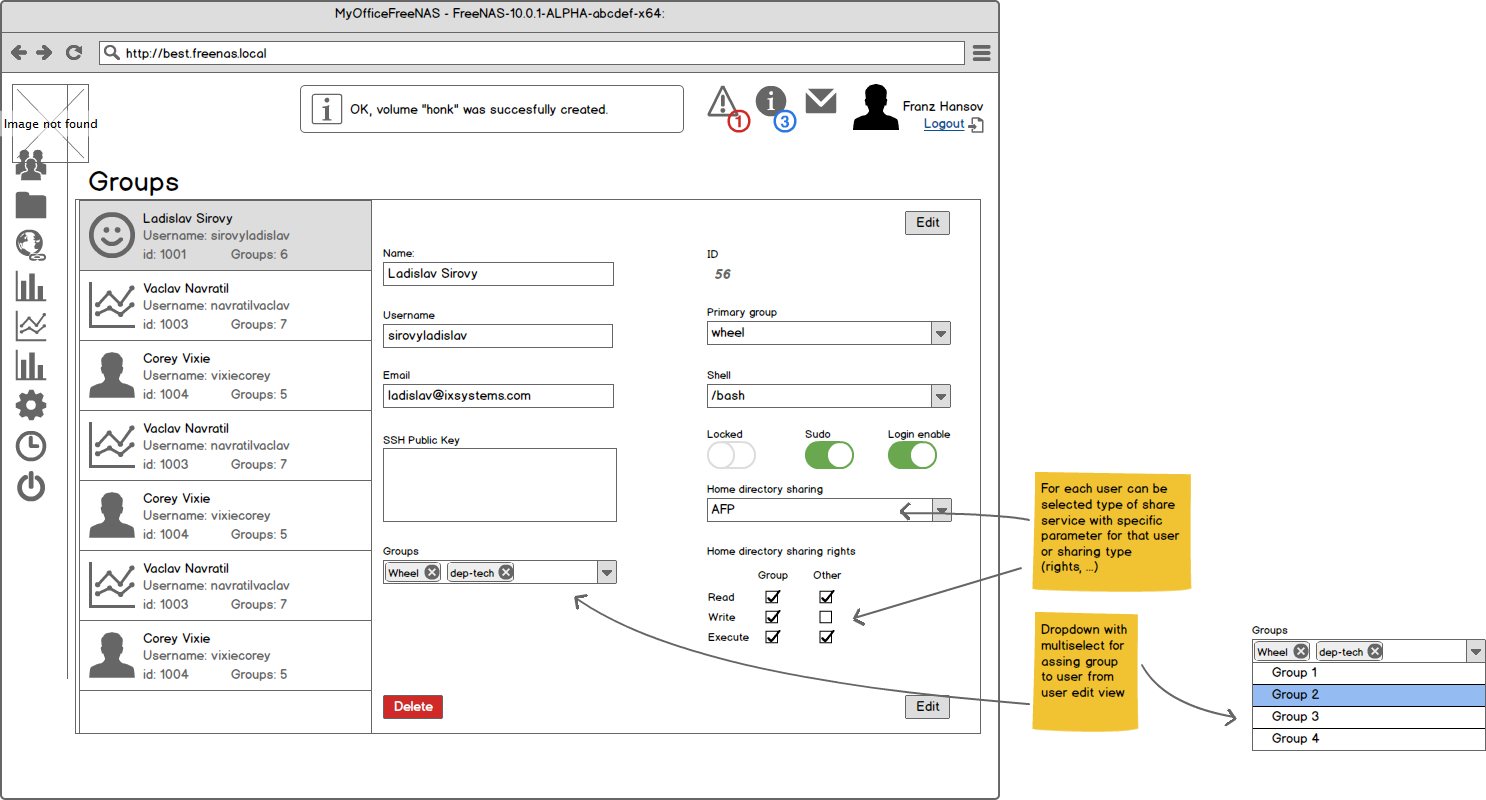 MyOfficeFreeNAS - FreeNAS-10.0.1-ALPHA-abcdef-x64:
http://best.freenas.local
Image not found
OK, volume "honk" was succesfully created.
1
3
Franz Hansov
Logout
Groups
Ladislav Sirovy
Username: sirovyladislav
id: 1001 Groups: 6
Vaclav Navratil
Username: navratilvaclav
id: 1003 Groups: 7
Corey Vixie
Username: vixiecorey
id: 1004 Groups: 5
Vaclav Navratil
Username: navratilvaclav
id: 1003 Groups: 7
Corey Vixie
Username: vixiecorey
id: 1004 Groups: 5
Vaclav Navratil
Username: navratilvaclav
id: 1003 Groups: 7
Corey Vixie
Username: vixiecorey
id: 1004 Groups: 5
Edit
Name:
Ladislav Sirovy
Username
sirovyladislav
Email
ladislav@ixsystems.com
SSH Public Key
Groups
Wheel dep-tech
ID
56
Primary group
wheel
Shell
/bash
Locked Sudo Login enable
Home directory sharing
AFP
Home directory sharing rights
Group Other
Read
Write
Execute
Delete
Edit
For each user can be
selected type of share
service with specific
parameter for that user
or sharing type
(rights, ...)
Dropdown with
multiselect for
assing group
to user from
user edit view
Groups
Wheel dep-tech
Group 1
Group 2
Group 3
Group 4